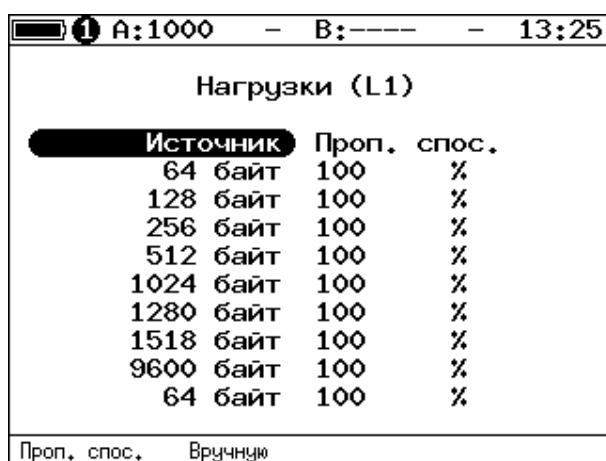 1 A:1000 – B:---- – 13:25
Нагрузки (L1)
Источник Проп. спос.
64 байт 100 %
128 байт 100 %
256 байт 100 %
512 байт 100 %
1024 байт 100 %
1280 байт 100 %
1518 байт 100 %
9600 байт 100 %
64 байт 100 %
Проп. спос. Вручную